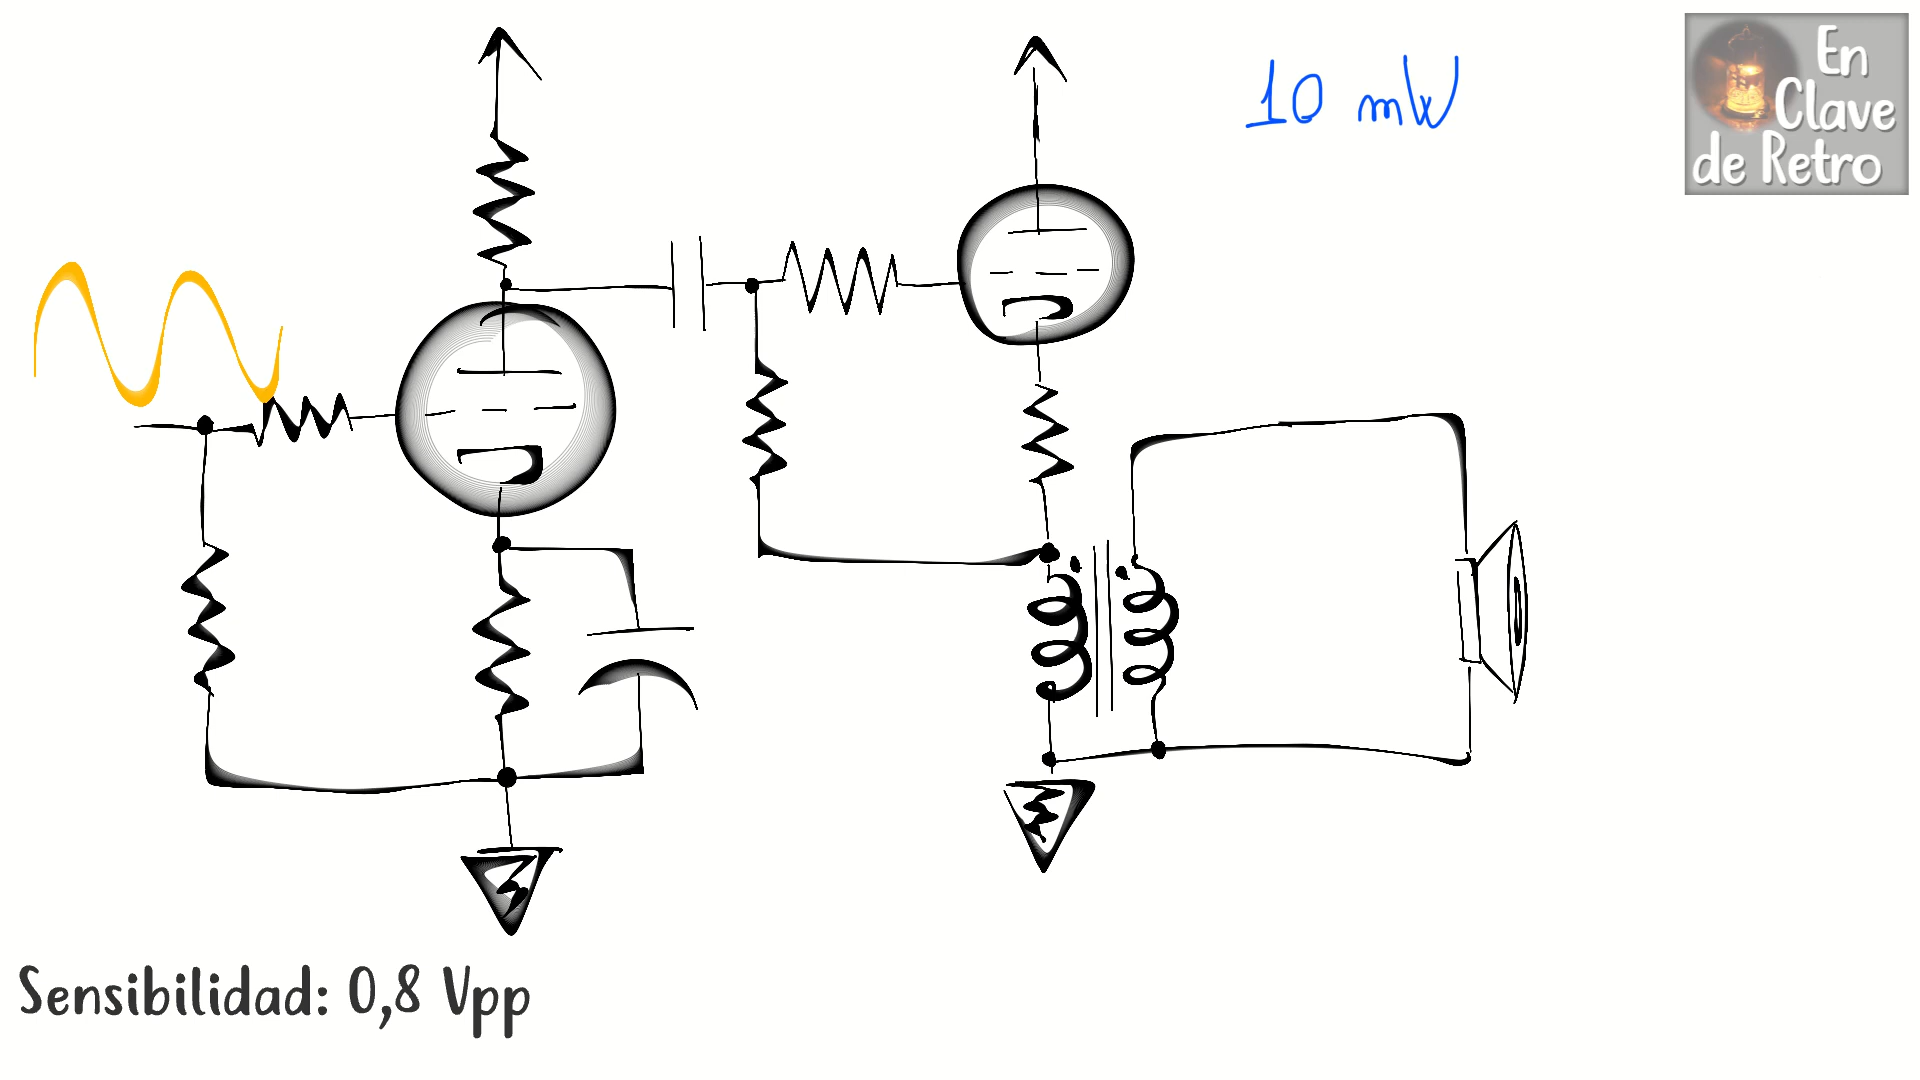 10 mW
En
Clave
de Retro
Sensibilidad: 0,8 Vpp